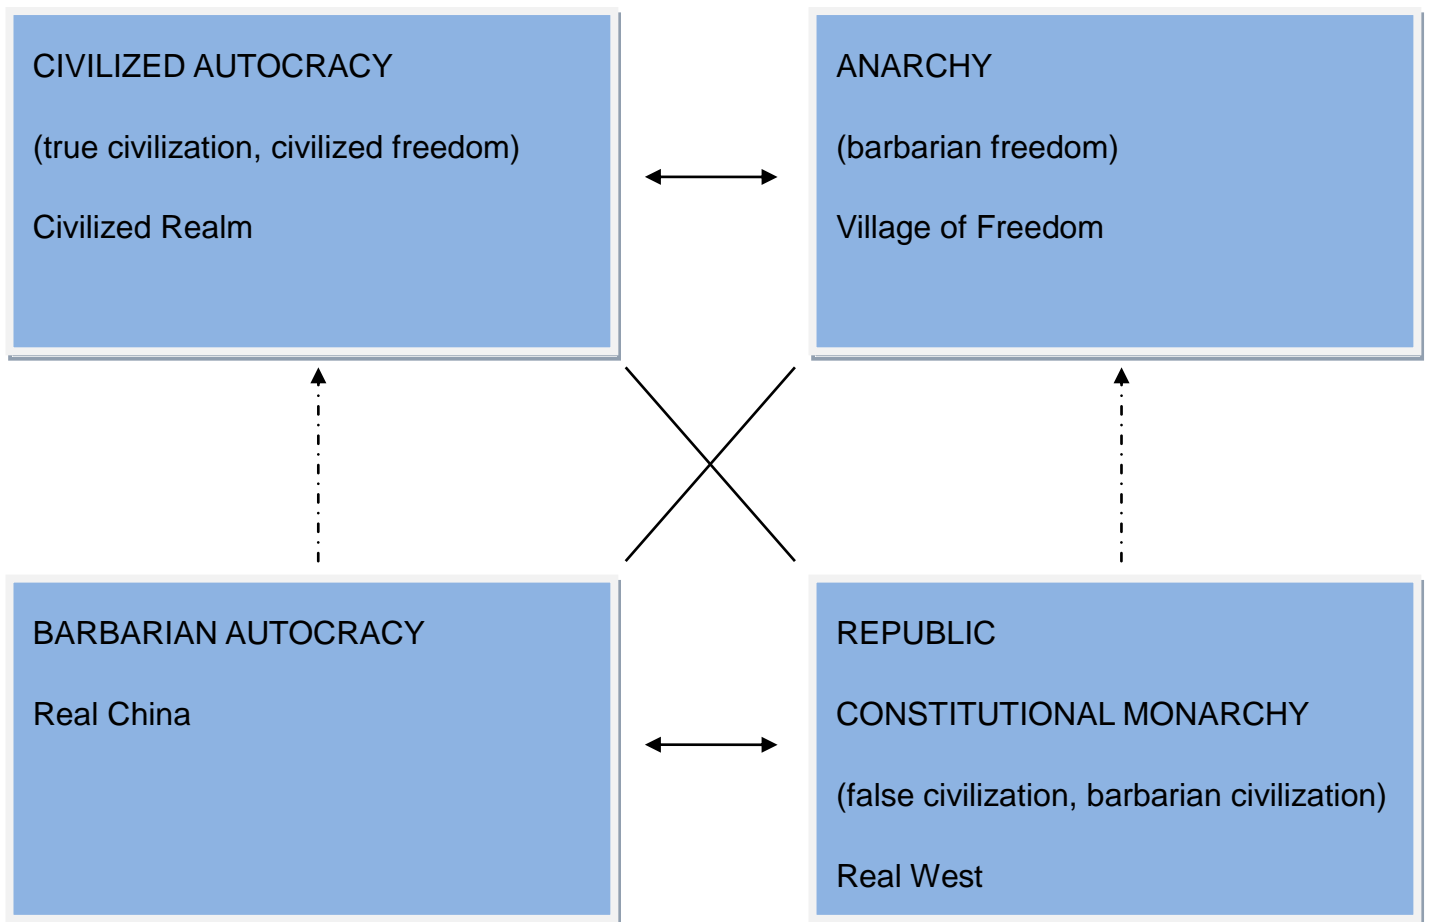 CIVILIZED AUTOCRACY
(true civilization, civilized freedom)
Civilized Realm
ANARCHY
(barbarian freedom)
Village of Freedom
BARBARIAN AUTOCRACY
Real China
REPUBLIC
CONSTITUTIONAL MONARCHY
(false civilization, barbarian civilization)
Real West